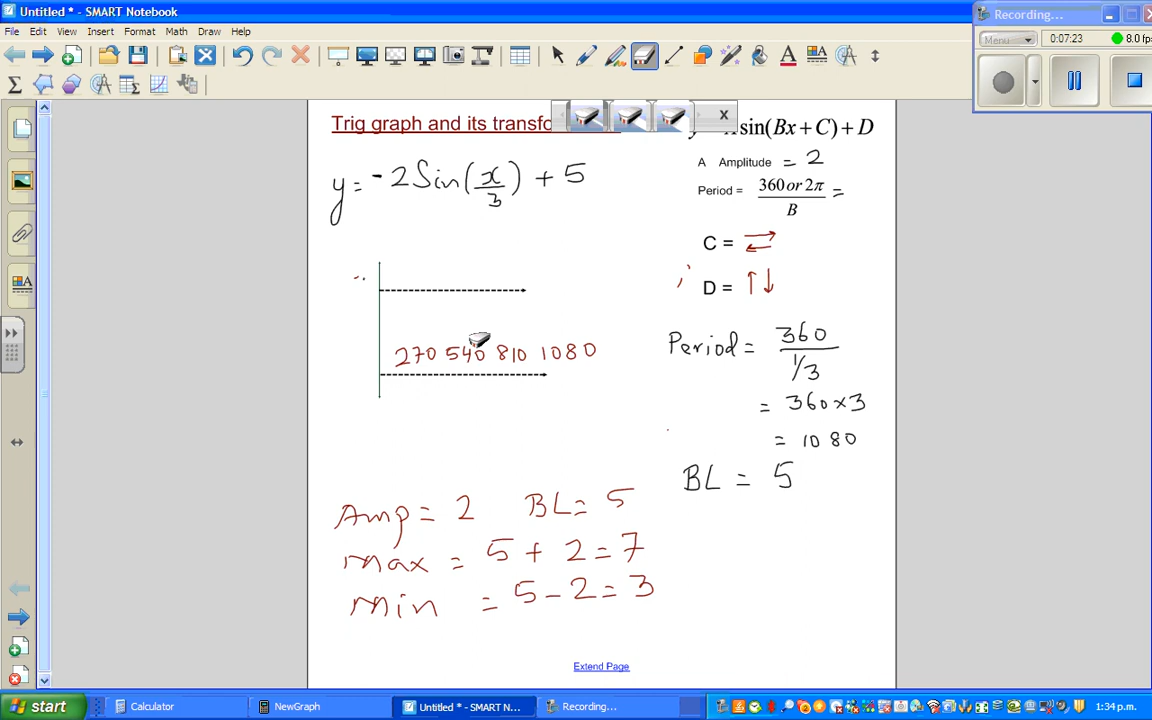 Untitled * - SMART Notebook
Recording...
File Edit View Insert Format Math Draw Help
Menu 0:07:23 8.0 fp
Trig graph and its transfo
sin(Bx + C) + D
x
A Amplitude = 2
y = -2 Sin(x/3) + 5
Period = 360 or 2π / B =
C =
D =
270 540 810 1080
Period = 360 / 1/3
= 360 × 3
= 1080
BL = 5
Amp = 2 BL = 5
max = 5 + 2 = 7
min = 5 - 2 = 3
Extend Page
start Calculator NewGraph Untitled * - SMART N... Recording... 1:34 p.m.